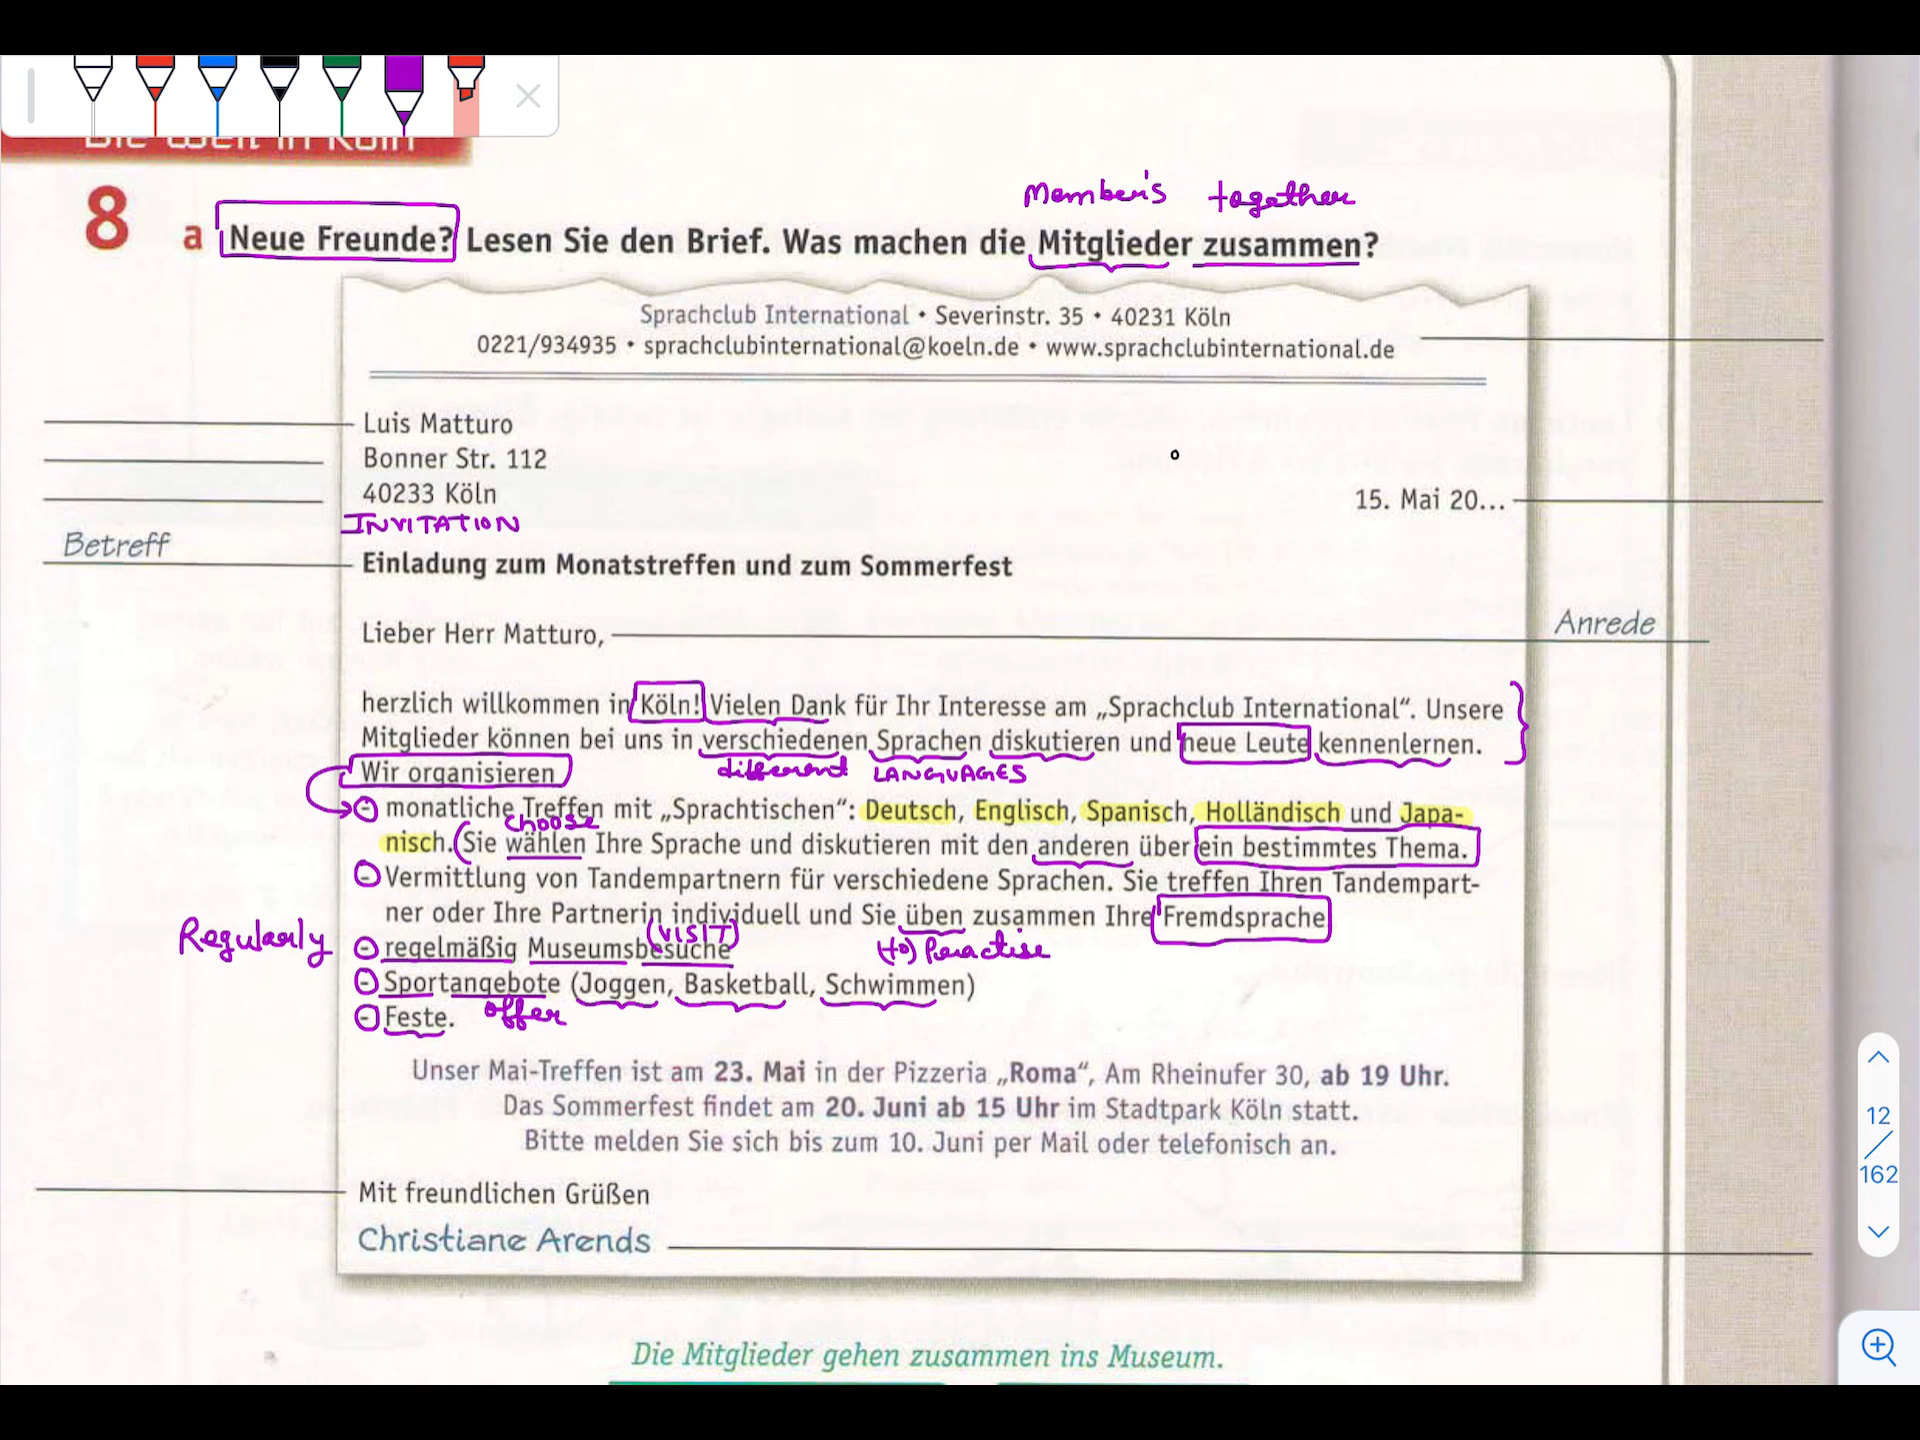 Die Welt in Köln
Member's together
8 a Neue Freunde? Lesen Sie den Brief. Was machen die Mitglieder zusammen?
Sprachclub International • Severinstr. 35 • 40231 Köln
0221/934935 • sprachclubinternational@koeln.de • www.sprachclubinternational.de
Luis Matturo
Bonner Str. 112
40233 Köln
15. Mai 20...
INVITATION
Betreff
Einladung zum Monatstreffen und zum Sommerfest
Anrede
Lieber Herr Matturo,
herzlich willkommen in Köln! Vielen Dank für Ihr Interesse am „Sprachclub International“. Unsere
Mitglieder können bei uns in verschiedenen Sprachen diskutieren und neue Leute kennenlernen.
different LANGUAGES
Wir organisieren
- monatliche Treffen mit „Sprachtischen“: Deutsch, Englisch, Spanisch, Holländisch und Japa-
choose
nisch. (Sie wählen Ihre Sprache und diskutieren mit den anderen über ein bestimmtes Thema.
- Vermittlung von Tandempartnern für verschiedene Sprachen. Sie treffen Ihren Tandempart-
ner oder Ihre Partnerin individuell und Sie üben zusammen Ihre Fremdsprache
Regularly (VISIT) (to) Practise
- regelmäßig Museumsbesuche
- Sportangebote (Joggen, Basketball, Schwimmen)
offer
- Feste.
Unser Mai-Treffen ist am 23. Mai in der Pizzeria „Roma“, Am Rheinufer 30, ab 19 Uhr.
Das Sommerfest findet am 20. Juni ab 15 Uhr im Stadtpark Köln statt.
Bitte melden Sie sich bis zum 10. Juni per Mail oder telefonisch an.
Mit freundlichen Grüßen
Christiane Arends
Die Mitglieder gehen zusammen ins Museum.
12
/
162